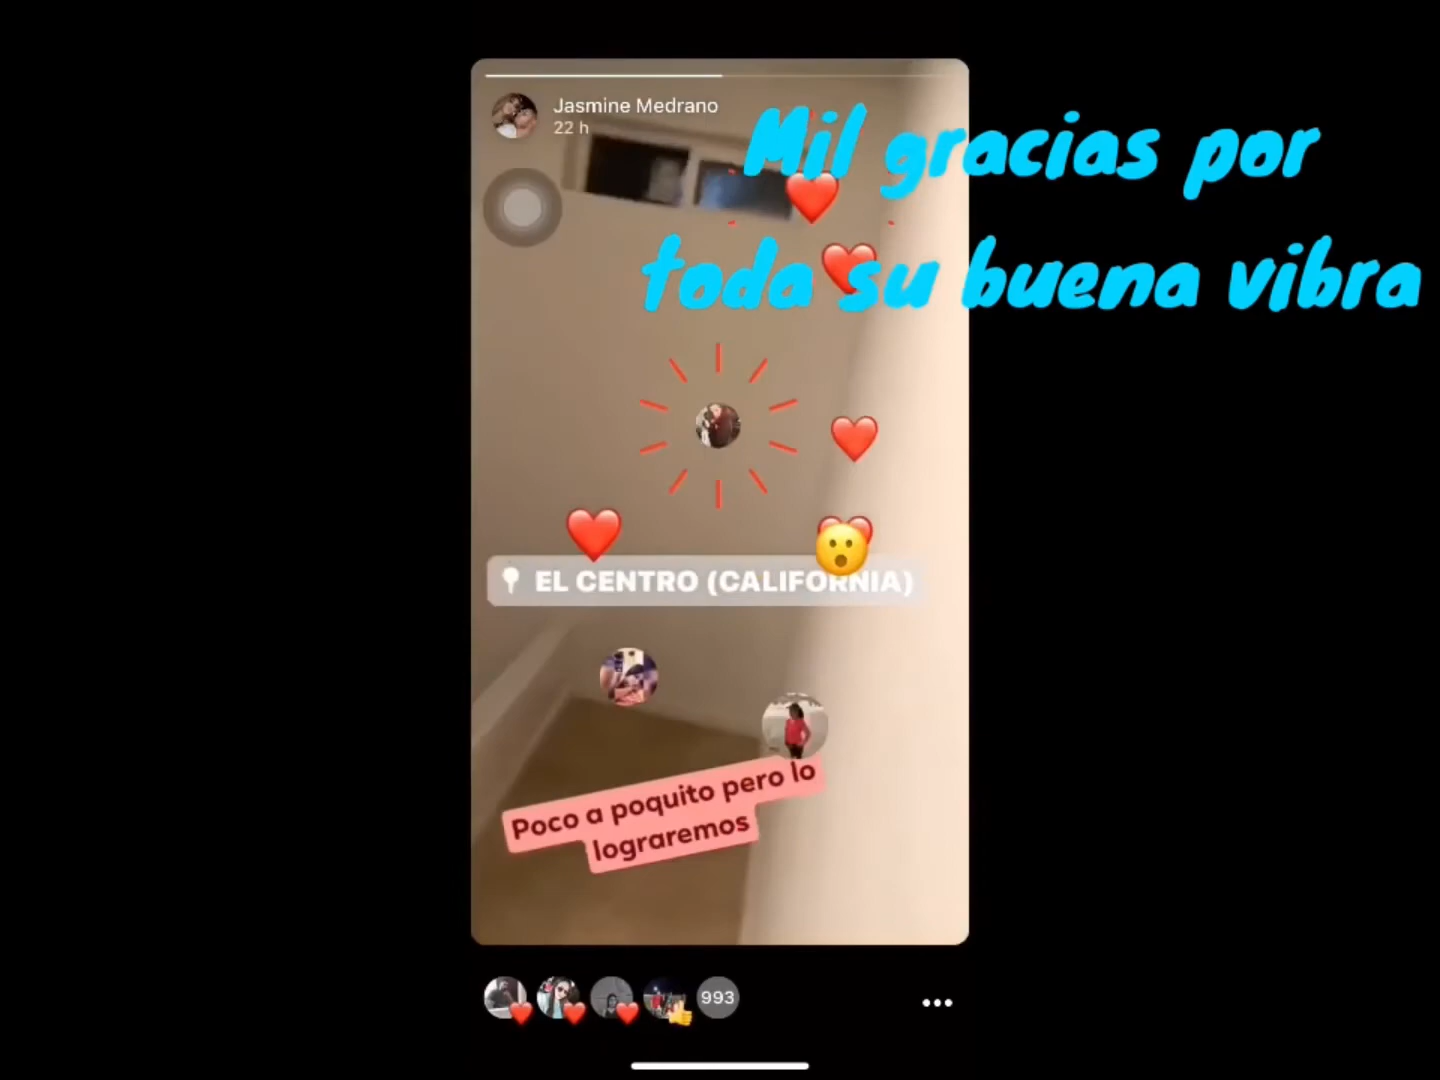 Jasmine Medrano
22 h
Mil gracias por
toda su buena vibra
EL CENTRO (CALIFORNIA)
Poco a poquito pero lo
lograremos
993